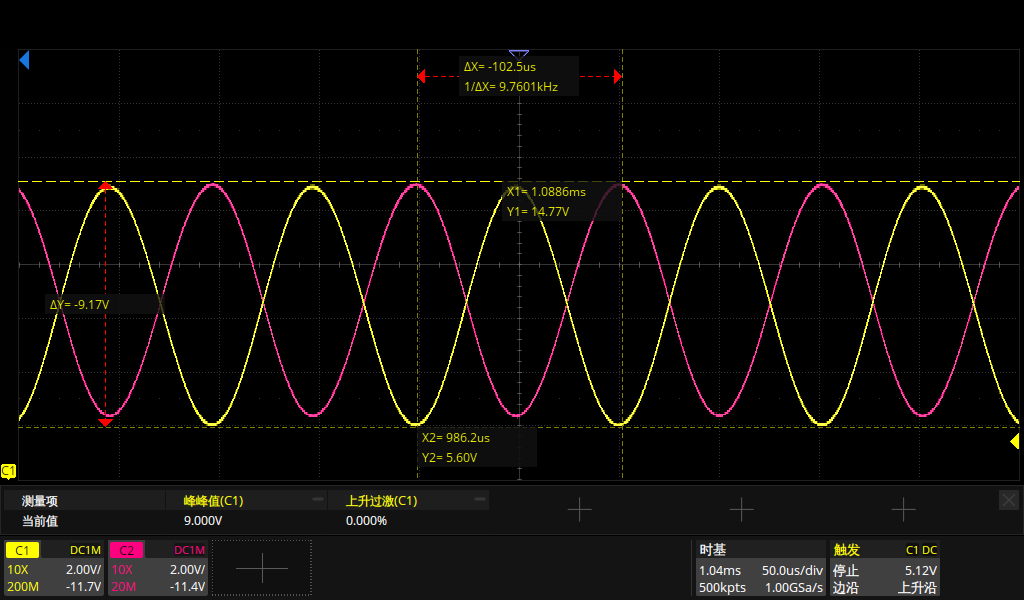 ΔX= -102.5us
1/ΔX= 9.7601kHz
X1= 1.0886ms
Y1= 14.77V
ΔY= -9.17V
X2= 986.2us
Y2= 5.60V
C1
测量项 峰峰值(C1) 上升过激(C1)
当前值 9.000V 0.000%
C1 DC1M C2 DC1M 时基 触发 C1 DC
10X 2.00V/ 10X 2.00V/ 1.04ms 50.0us/div 停止 5.12V
200M -11.7V 20M -11.4V 500kpts 1.00GSa/s 边沿 上升沿